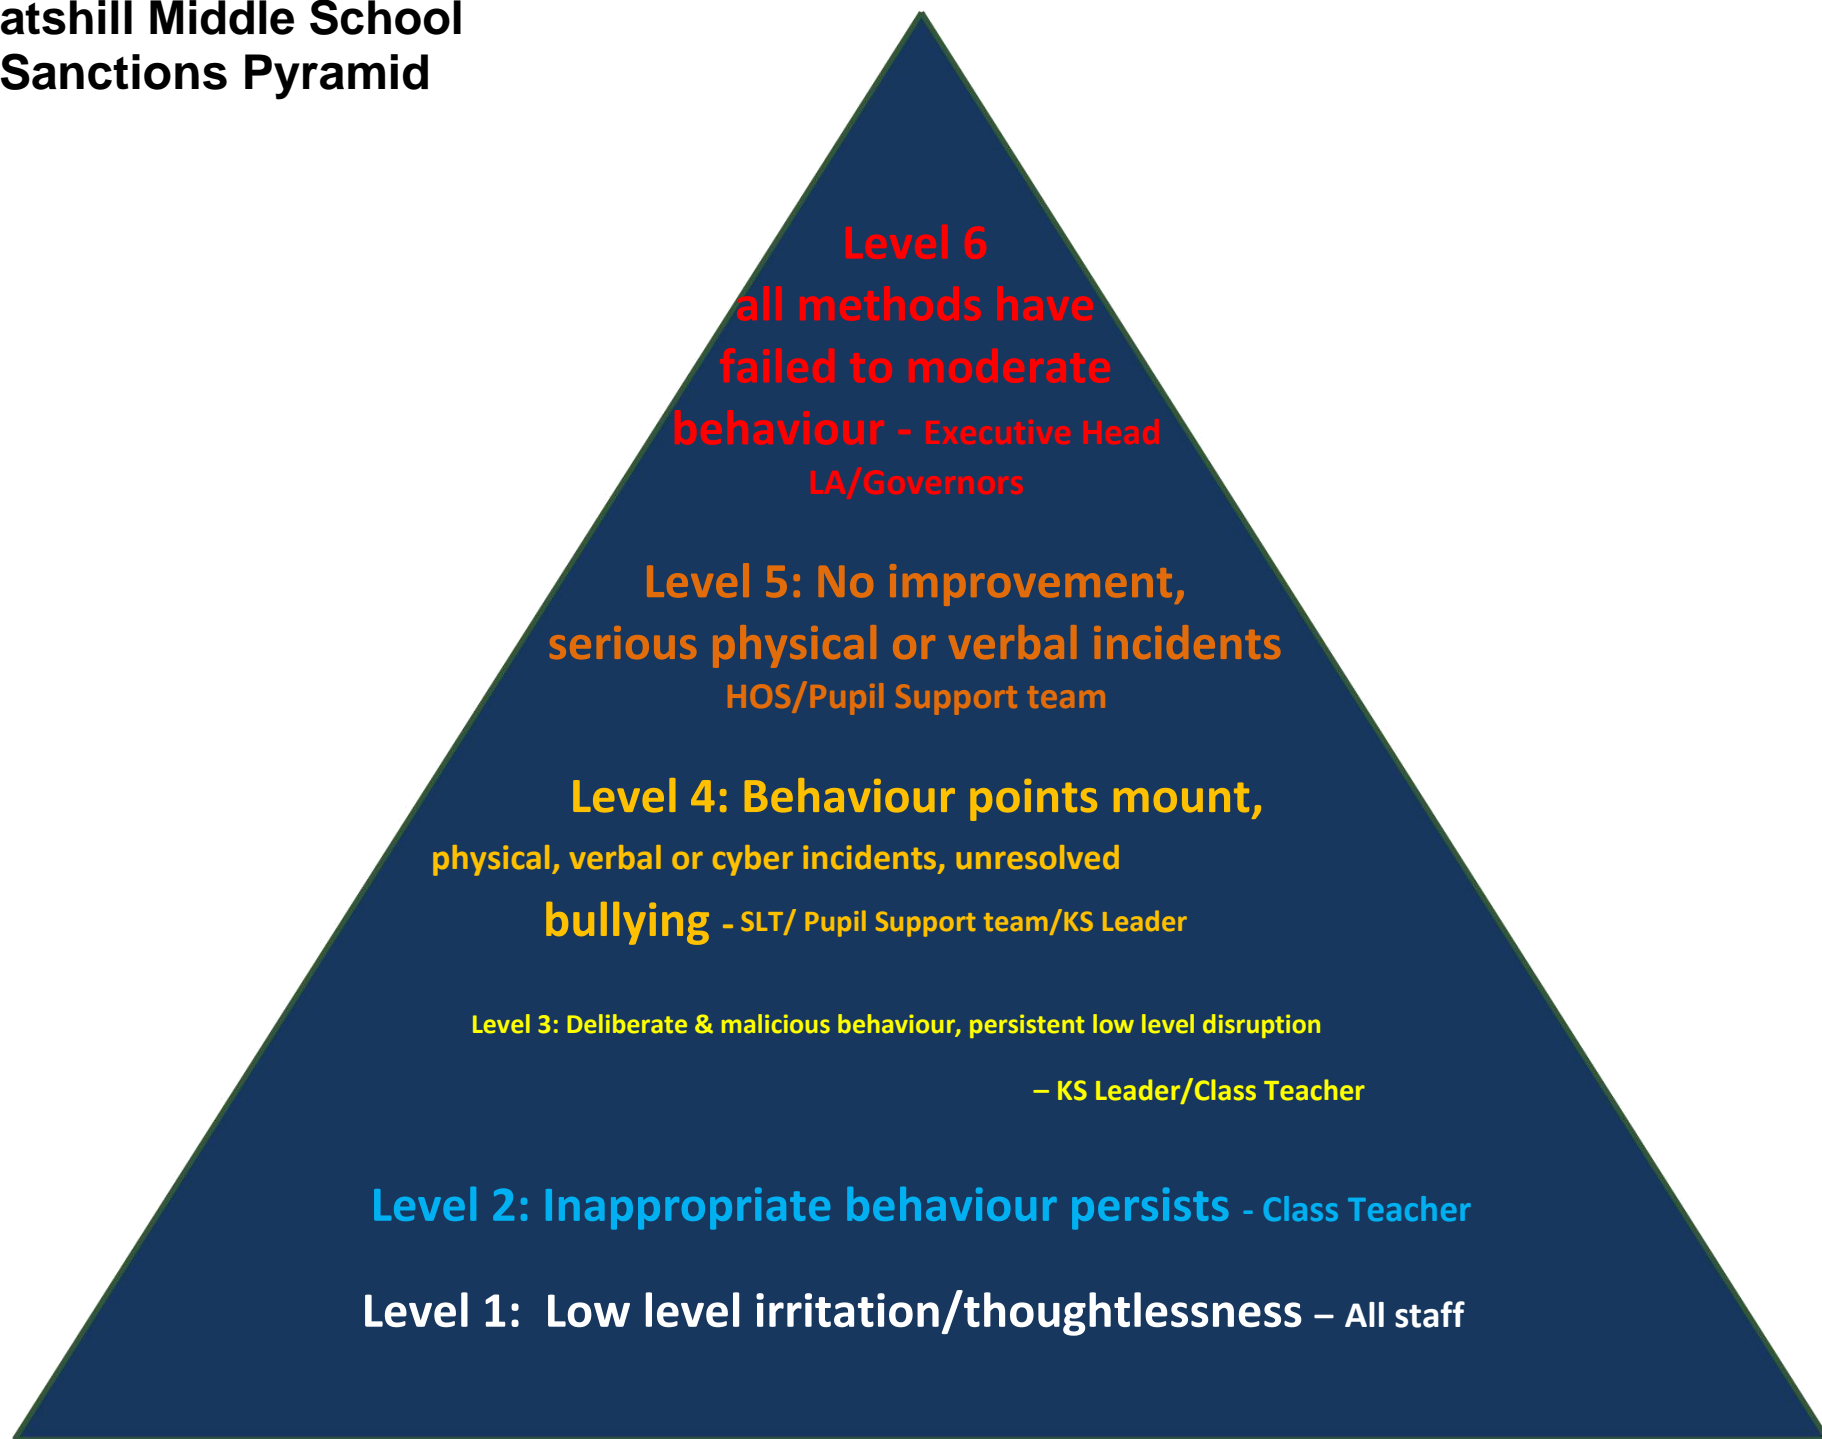 atshill Middle School
Sanctions Pyramid
Level 6
all methods have
failed to moderate
behaviour - Executive Head
LA/Governors
Level 5: No improvement,
serious physical or verbal incidents
HOS/Pupil Support team
Level 4: Behaviour points mount,
physical, verbal or cyber incidents, unresolved
bullying - SLT/ Pupil Support team/KS Leader
Level 3: Deliberate & malicious behaviour, persistent low level disruption
– KS Leader/Class Teacher
Level 2: Inappropriate behaviour persists - Class Teacher
Level 1:  Low level irritation/thoughtlessness – All staff